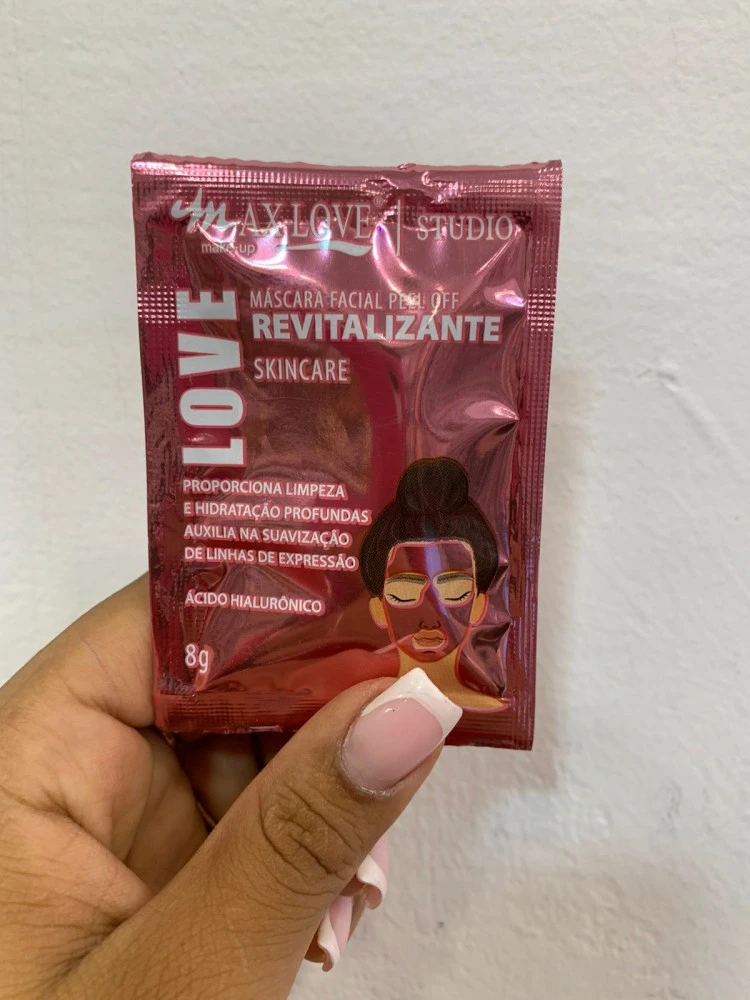 MAX LOVE | STUDIO
make-up
LOVE
MÁSCARA FACIAL PEEL OFF
REVITALIZANTE
SKINCARE
PROPORCIONA LIMPEZA
E HIDRATAÇÃO PROFUNDAS
AUXILIA NA SUAVIZAÇÃO
DE LINHAS DE EXPRESSÃO
ÁCIDO HIALURÔNICO
8g